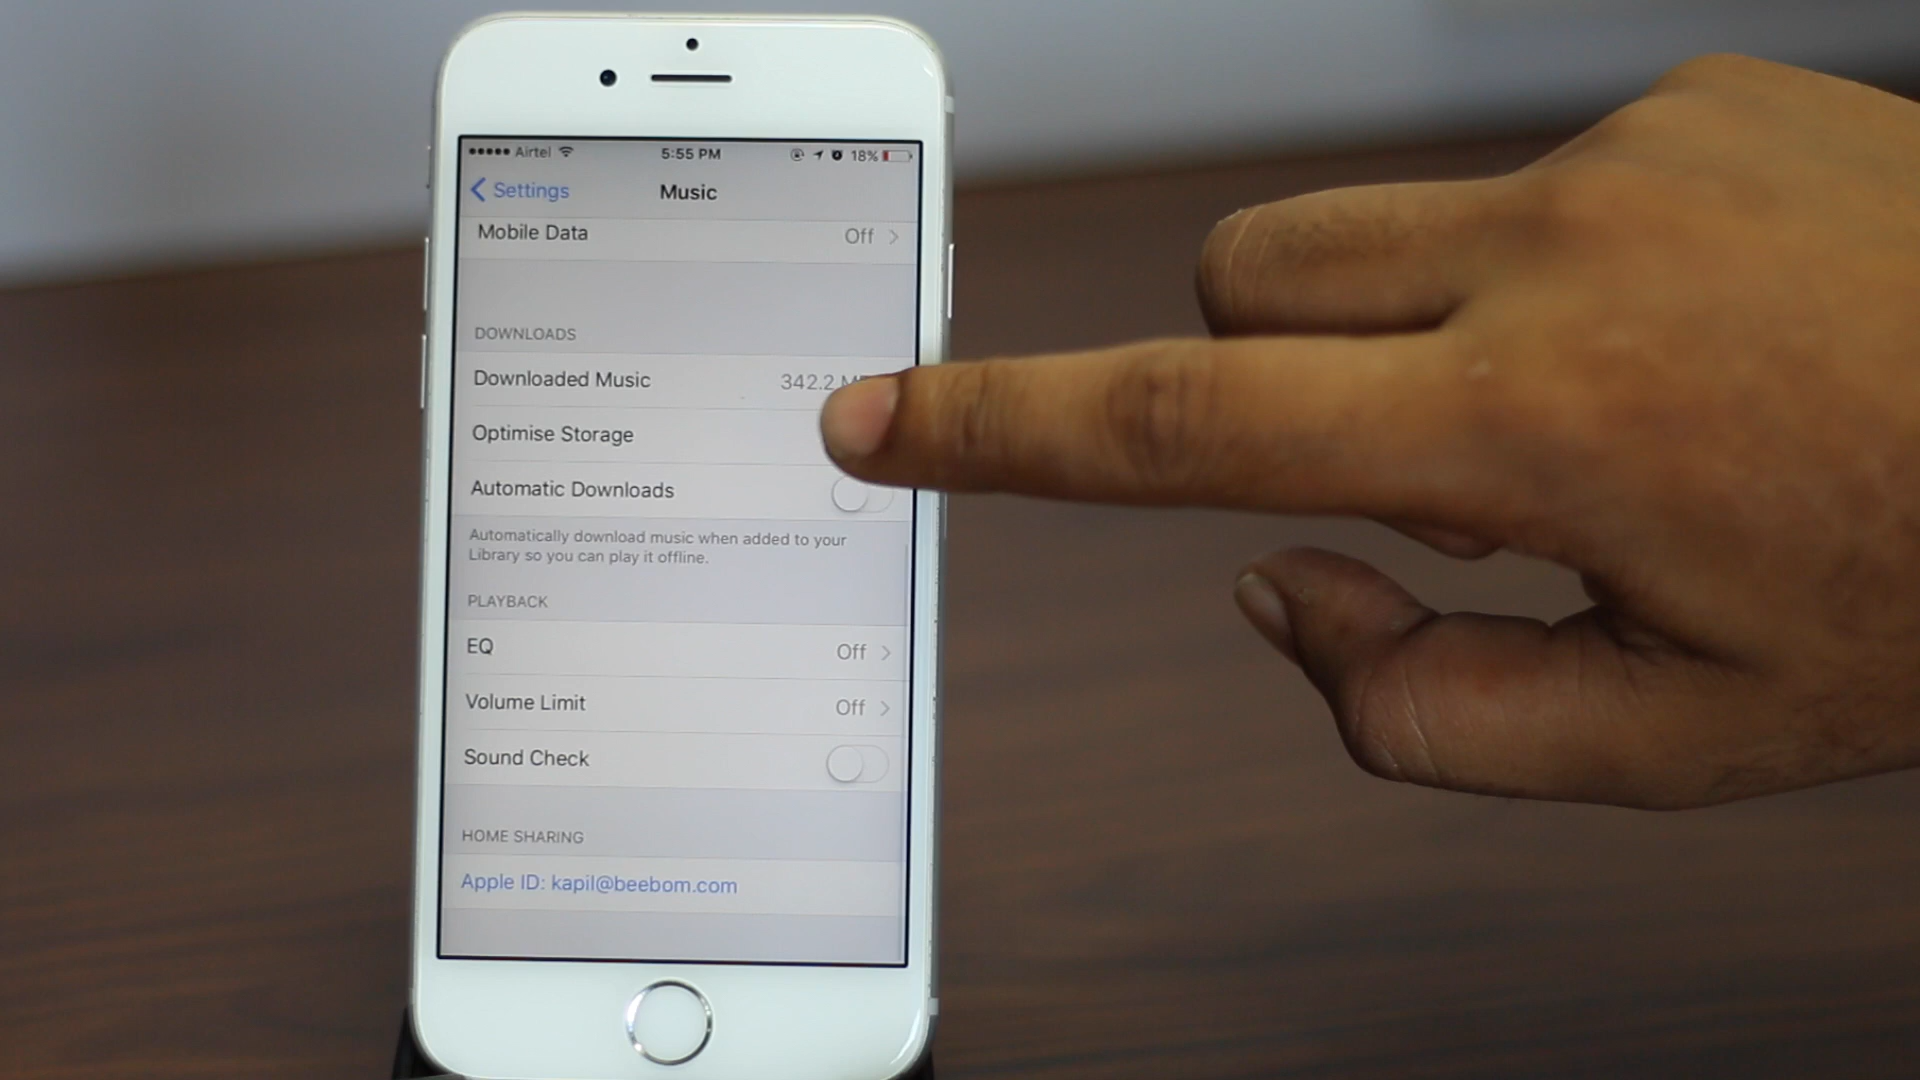 Airtel 5:55 PM 18%
Settings Music
Mobile Data Off
DOWNLOADS
Downloaded Music 342.2
Optimise Storage
Automatic Downloads
Automatically download music when added to your
Library so you can play it offline.
PLAYBACK
EQ Off
Volume Limit Off
Sound Check
HOME SHARING
Apple ID: kapil@beebom.com